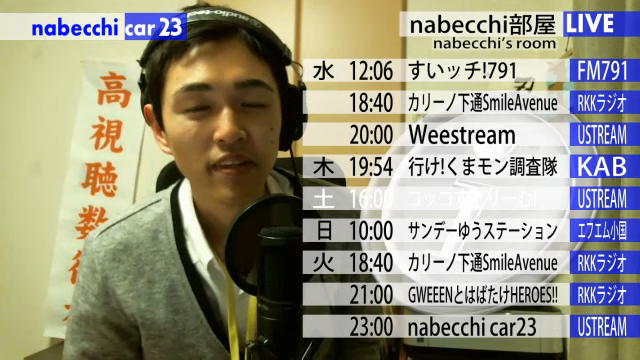 nabecchi car 23
nabecchi部屋 LIVE
nabecchi's room
水 12:06 すいッチ!791 FM791
18:40 カリーノ下通SmileAvenue RKKラジオ
20:00 Weestream USTREAM
木 19:54 行け!くまモン調査隊 KAB
土 16:00 USTREAM
日 10:00 サンデーゆうステーション エフエム小国
火 18:40 カリーノ下通SmileAvenue RKKラジオ
21:00 GWEEENとはばたけHEROES!! RKKラジオ
23:00 nabecchi car23 USTREAM
高視聴数